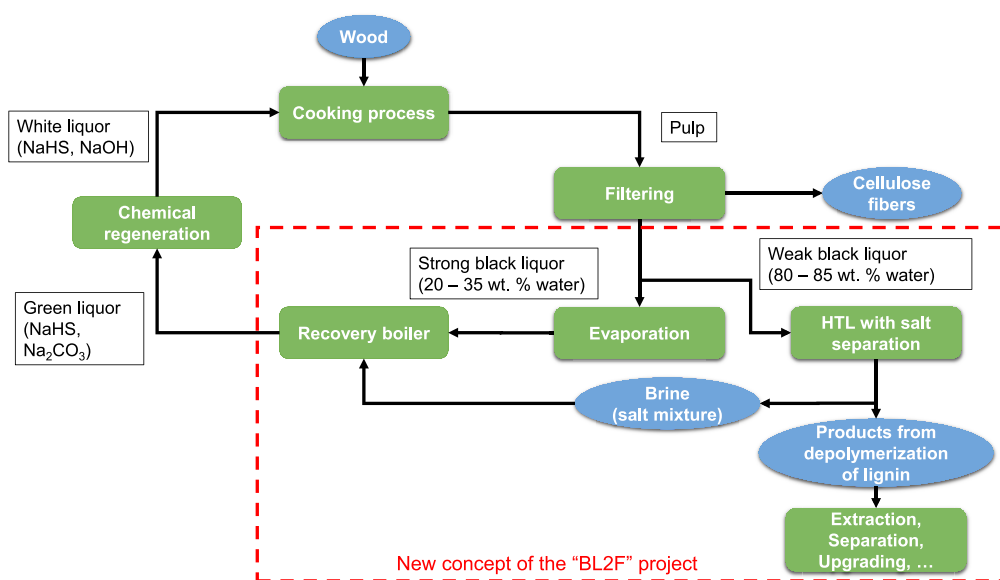 Wood
Cooking process
White liquor
(NaHS, NaOH)
Pulp
Filtering
Cellulose
fibers
Chemical
regeneration
Strong black liquor
(20 – 35 wt. % water)
Weak black liquor
(80 – 85 wt. % water)
Green liquor
(NaHS,
Na₂CO₃)
Recovery boiler
Evaporation
HTL with salt
separation
Brine
(salt mixture)
Products from
depolymerization
of lignin
Extraction,
Separation,
Upgrading, …
New concept of the “BL2F” project